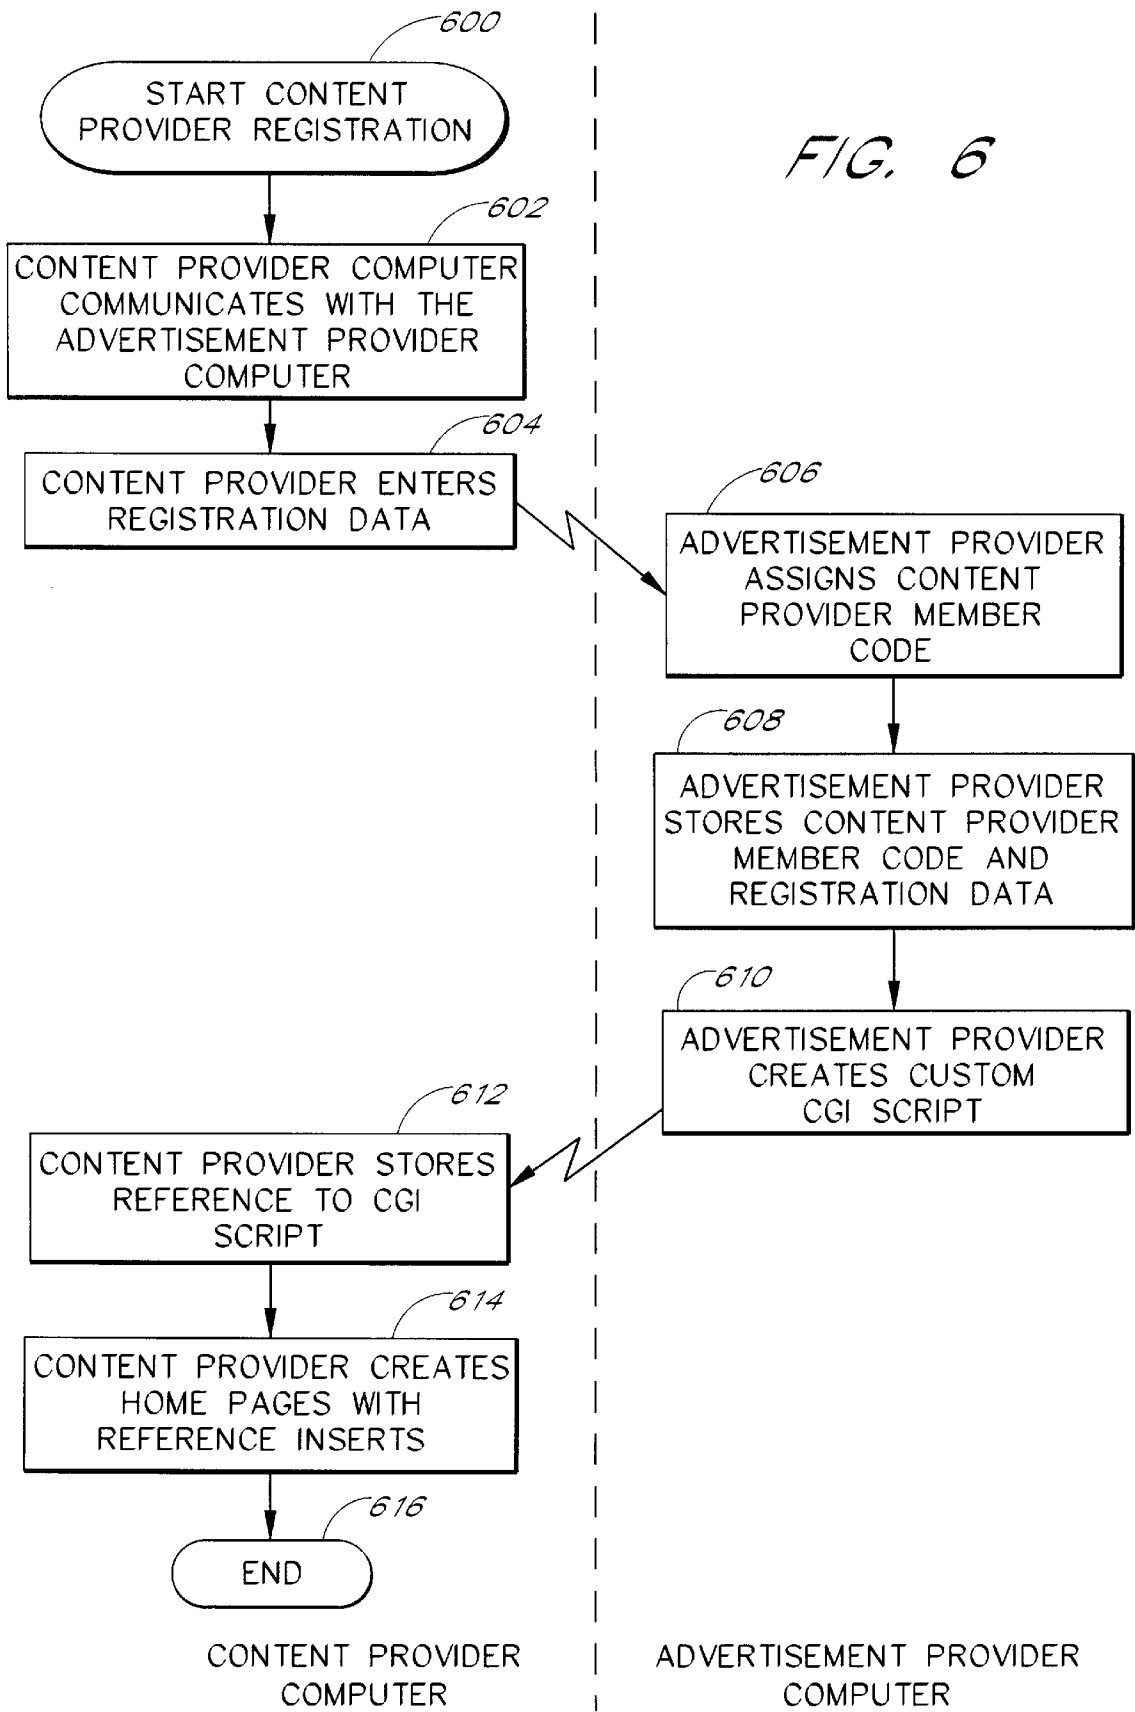 600
START CONTENT
PROVIDER REGISTRATION
FIG. 6
602
CONTENT PROVIDER COMPUTER
COMMUNICATES WITH THE
ADVERTISEMENT PROVIDER
COMPUTER
604
CONTENT PROVIDER ENTERS
REGISTRATION DATA
606
ADVERTISEMENT PROVIDER
ASSIGNS CONTENT
PROVIDER MEMBER
CODE
608
ADVERTISEMENT PROVIDER
STORES CONTENT PROVIDER
MEMBER CODE AND
REGISTRATION DATA
610
ADVERTISEMENT PROVIDER
CREATES CUSTOM
CGI SCRIPT
612
CONTENT PROVIDER STORES
REFERENCE TO CGI
SCRIPT
614
CONTENT PROVIDER CREATES
HOME PAGES WITH
REFERENCE INSERTS
616
END
CONTENT PROVIDER
COMPUTER
ADVERTISEMENT PROVIDER
COMPUTER